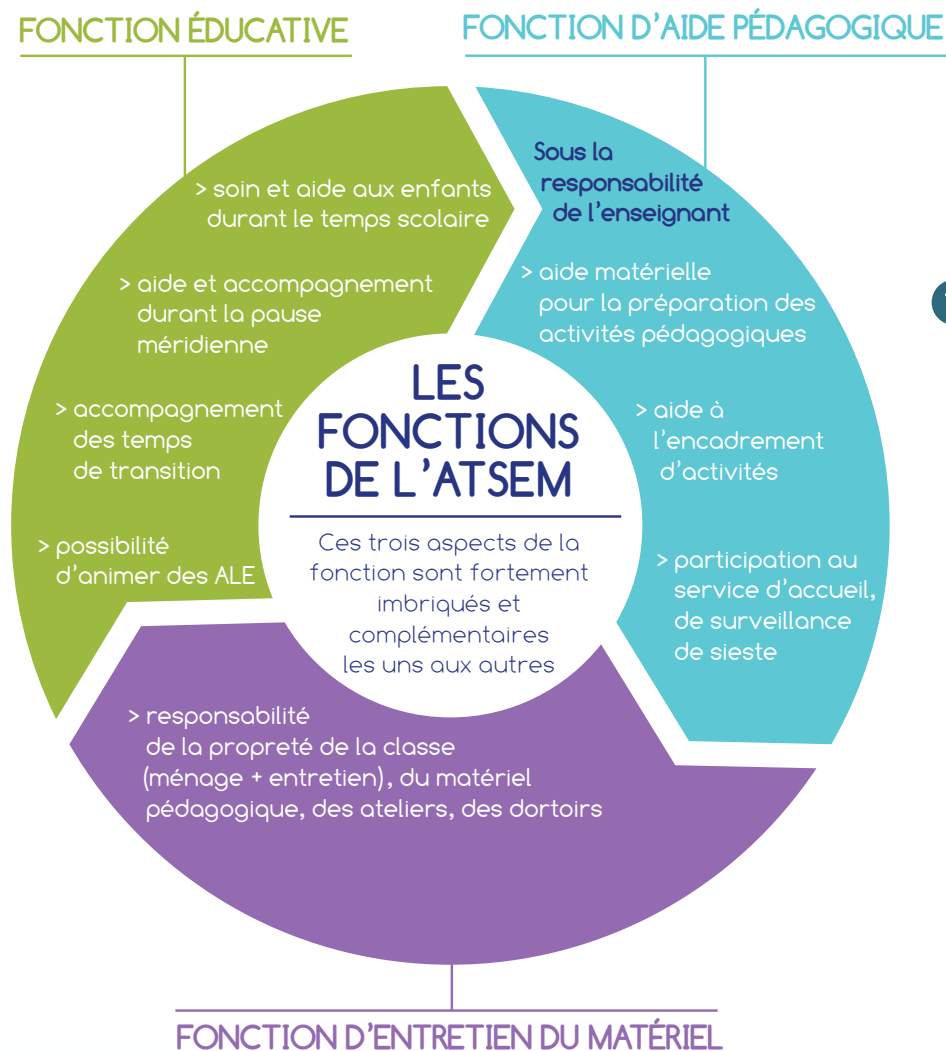 FONCTION ÉDUCATIVE
> soin et aide aux enfants
durant le temps scolaire
> aide et accompagnement
durant la pause
méridienne
> accompagnement
des temps
de transition
> possibilité
d'animer des ALE
FONCTION D'AIDE PÉDAGOGIQUE
Sous la
responsabilité
de l'enseignant
> aide matérielle
pour la préparation des
activités pédagogiques
> aide à
l'encadrement
d'activités
> participation au
service d'accueil,
de surveillance
de sieste
LES
FONCTIONS
DE L'ATSEM
Ces trois aspects de la
fonction sont fortement
imbriqués et
complémentaires
les uns aux autres
> responsabilité
de la propreté de la classe
(ménage + entretien), du matériel
pédagogique, des ateliers, des dortoirs
FONCTION D'ENTRETIEN DU MATÉRIEL